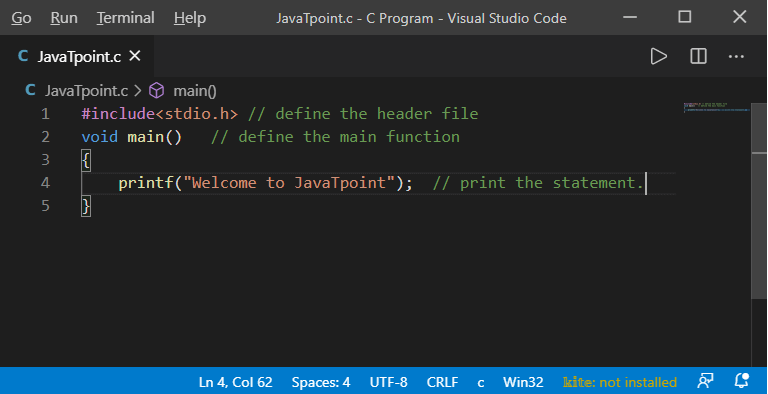 Go Run Terminal Help JavaTpoint.c - C Program - Visual Studio Code
C JavaTpoint.c
C JavaTpoint.c > main()
1 #include<stdio.h> // define the header file
2 void main()   // define the main function
3 {
4     printf("Welcome to JavaTpoint");  // print the statement.
5 }
Ln 4, Col 62 Spaces: 4 UTF-8 CRLF c Win32 kite: not installed